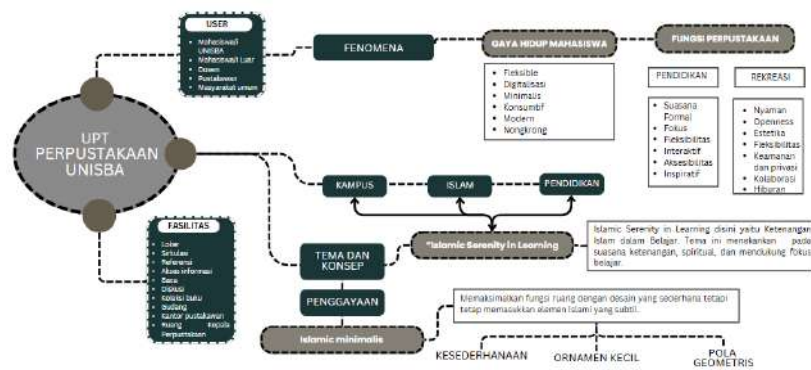 USER
Mahasiswa/i
UNISBA
Mahasiswa/i Luar
Dosen
Pustakawan
Masyarakat umum
FENOMENA
GAYA HIDUP MAHASISWA
Fleksible
Digitalisasi
Minimalis
Konsumtif
Modern
Nongkrong
FUNGSI PERPUSTAKAAN
PENDIDIKAN
Suasana
Formal
Fokus
Fleksibilitas
Interaktif
Aksesibilitas
Inspiratif
REKREASI
Nyaman
Openness
Estetika
Fleksibilitas
Keamanan
dan privasi
Kolaborasi
Hiburan
UPT
PERPUSTAKAAN
UNISBA
KAMPUS
ISLAM
PENDIDIKAN
FASILITAS
Loker
Sirkulasi
Referensi
Akses informasi
Baca
Diskusi
Koleksi buku
Gudang
Kantor pustakawan
Ruang Kepala
Perpustakaan
TEMA DAN
KONSEP
"Islamic Serenity in Learning
Islamic Serenity in Learning disini yaitu Ketenangan
Islam dalam Belajar. Tema ini menekankan pada
suasana ketenangan, spiritual, dan mendukung fokus
belajar.
PENGGAYAAN
Islamic minimalis
Memaksimalkan fungsi ruang dengan desain yang sederhana tetapi
tetap memasukkan elemen Islami yang subtil.
KESEDERHANAAN
ORNAMEN KECIL
POLA
GEOMETRIS